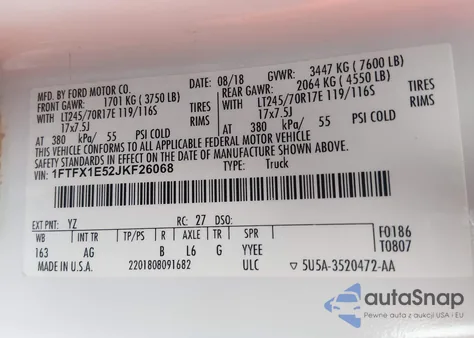 MFD. BY FORD MOTOR CO.
DATE: 08/18 GVWR: 3447 KG ( 7600 LB)
FRONT GAWR: 1701 KG ( 3750 LB)
REAR GAWR: 2064 KG ( 4550 LB)
WITH LT245/70R17E 119/116S TIRES WITH LT245/70R17E 119/116S TIRES
17x7.5J RIMS 17x7.5J RIMS
AT 380 kPa/ 55 PSI COLD AT 380 kPa/ 55 PSI COLD
THIS VEHICLE CONFORMS TO ALL APPLICABLE FEDERAL MOTOR VEHICLE
SAFETY STANDARDS IN EFFECT ON THE DATE OF MANUFACTURE SHOWN ABOVE.
VIN: 1FTFX1E52JKF26068 TYPE: Truck
EXT PNT: YZ RC: 27 DSO:
WB INT TR TP/PS R AXLE TR SPR
163 AG B L6 G YYEE
F0186
T0807
MADE IN U.S.A. 2201808091682 ULC ▽ 5U5A-3520472-AA
autoSnap
Pewne auta z aukcji USA i EU